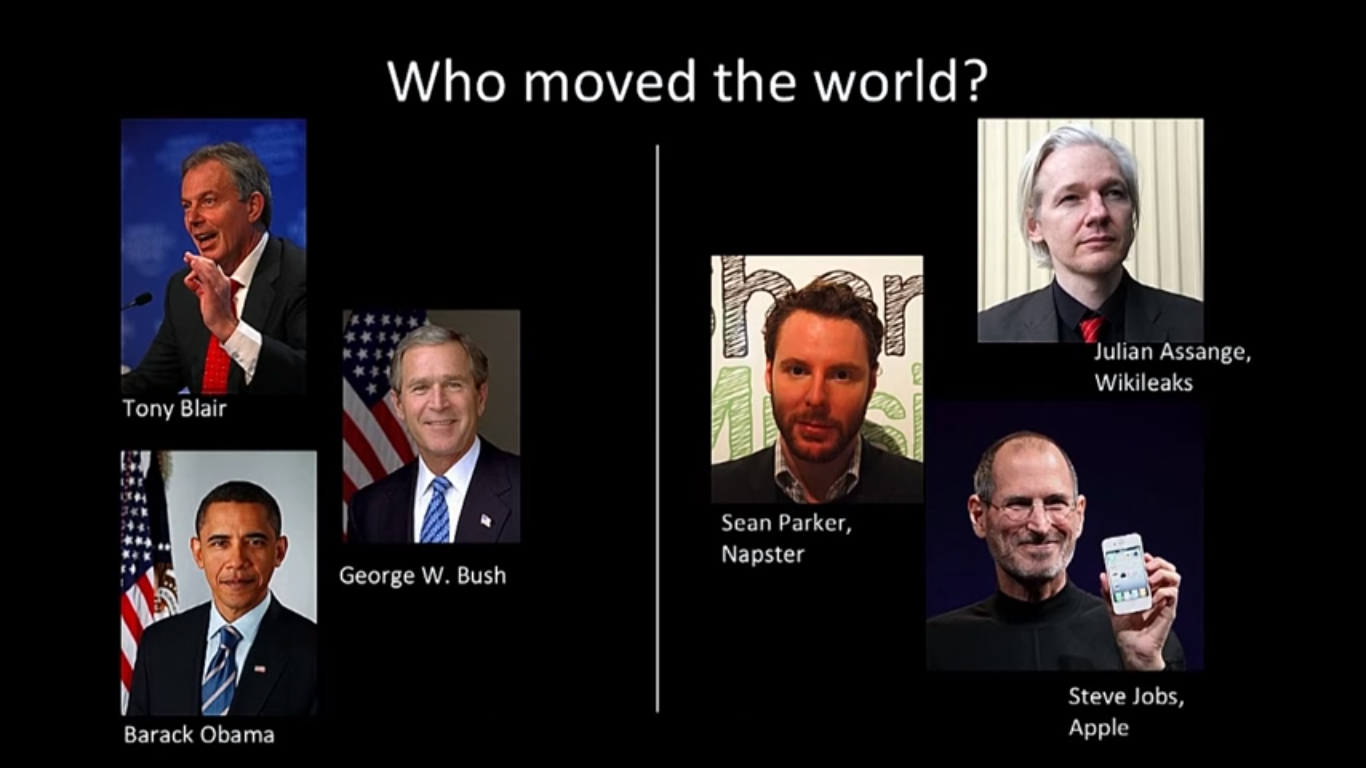 Who moved the world?
Tony Blair
George W. Bush
Barack Obama
Julian Assange,
Wikileaks
Sean Parker,
Napster
Steve Jobs,
Apple